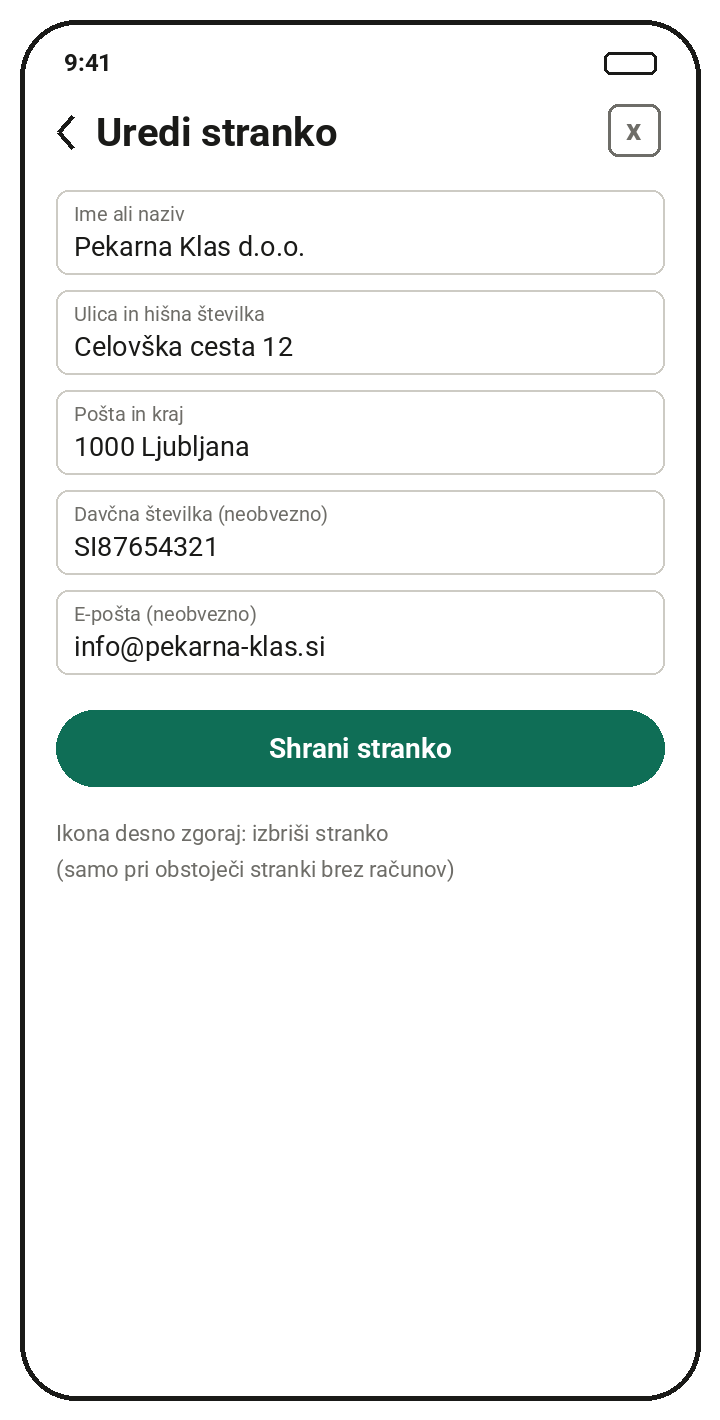 9:41
Uredi stranko
x
Ime ali naziv
Pekarna Klas d.o.o.
Ulica in hišna številka
Celovška cesta 12
Pošta in kraj
1000 Ljubljana
Davčna številka (neobvezno)
SI87654321
E-pošta (neobvezno)
info@pekarna-klas.si
Shrani stranko
Ikona desno zgoraj: izbriši stranko
(samo pri obstoječi stranki brez računov)